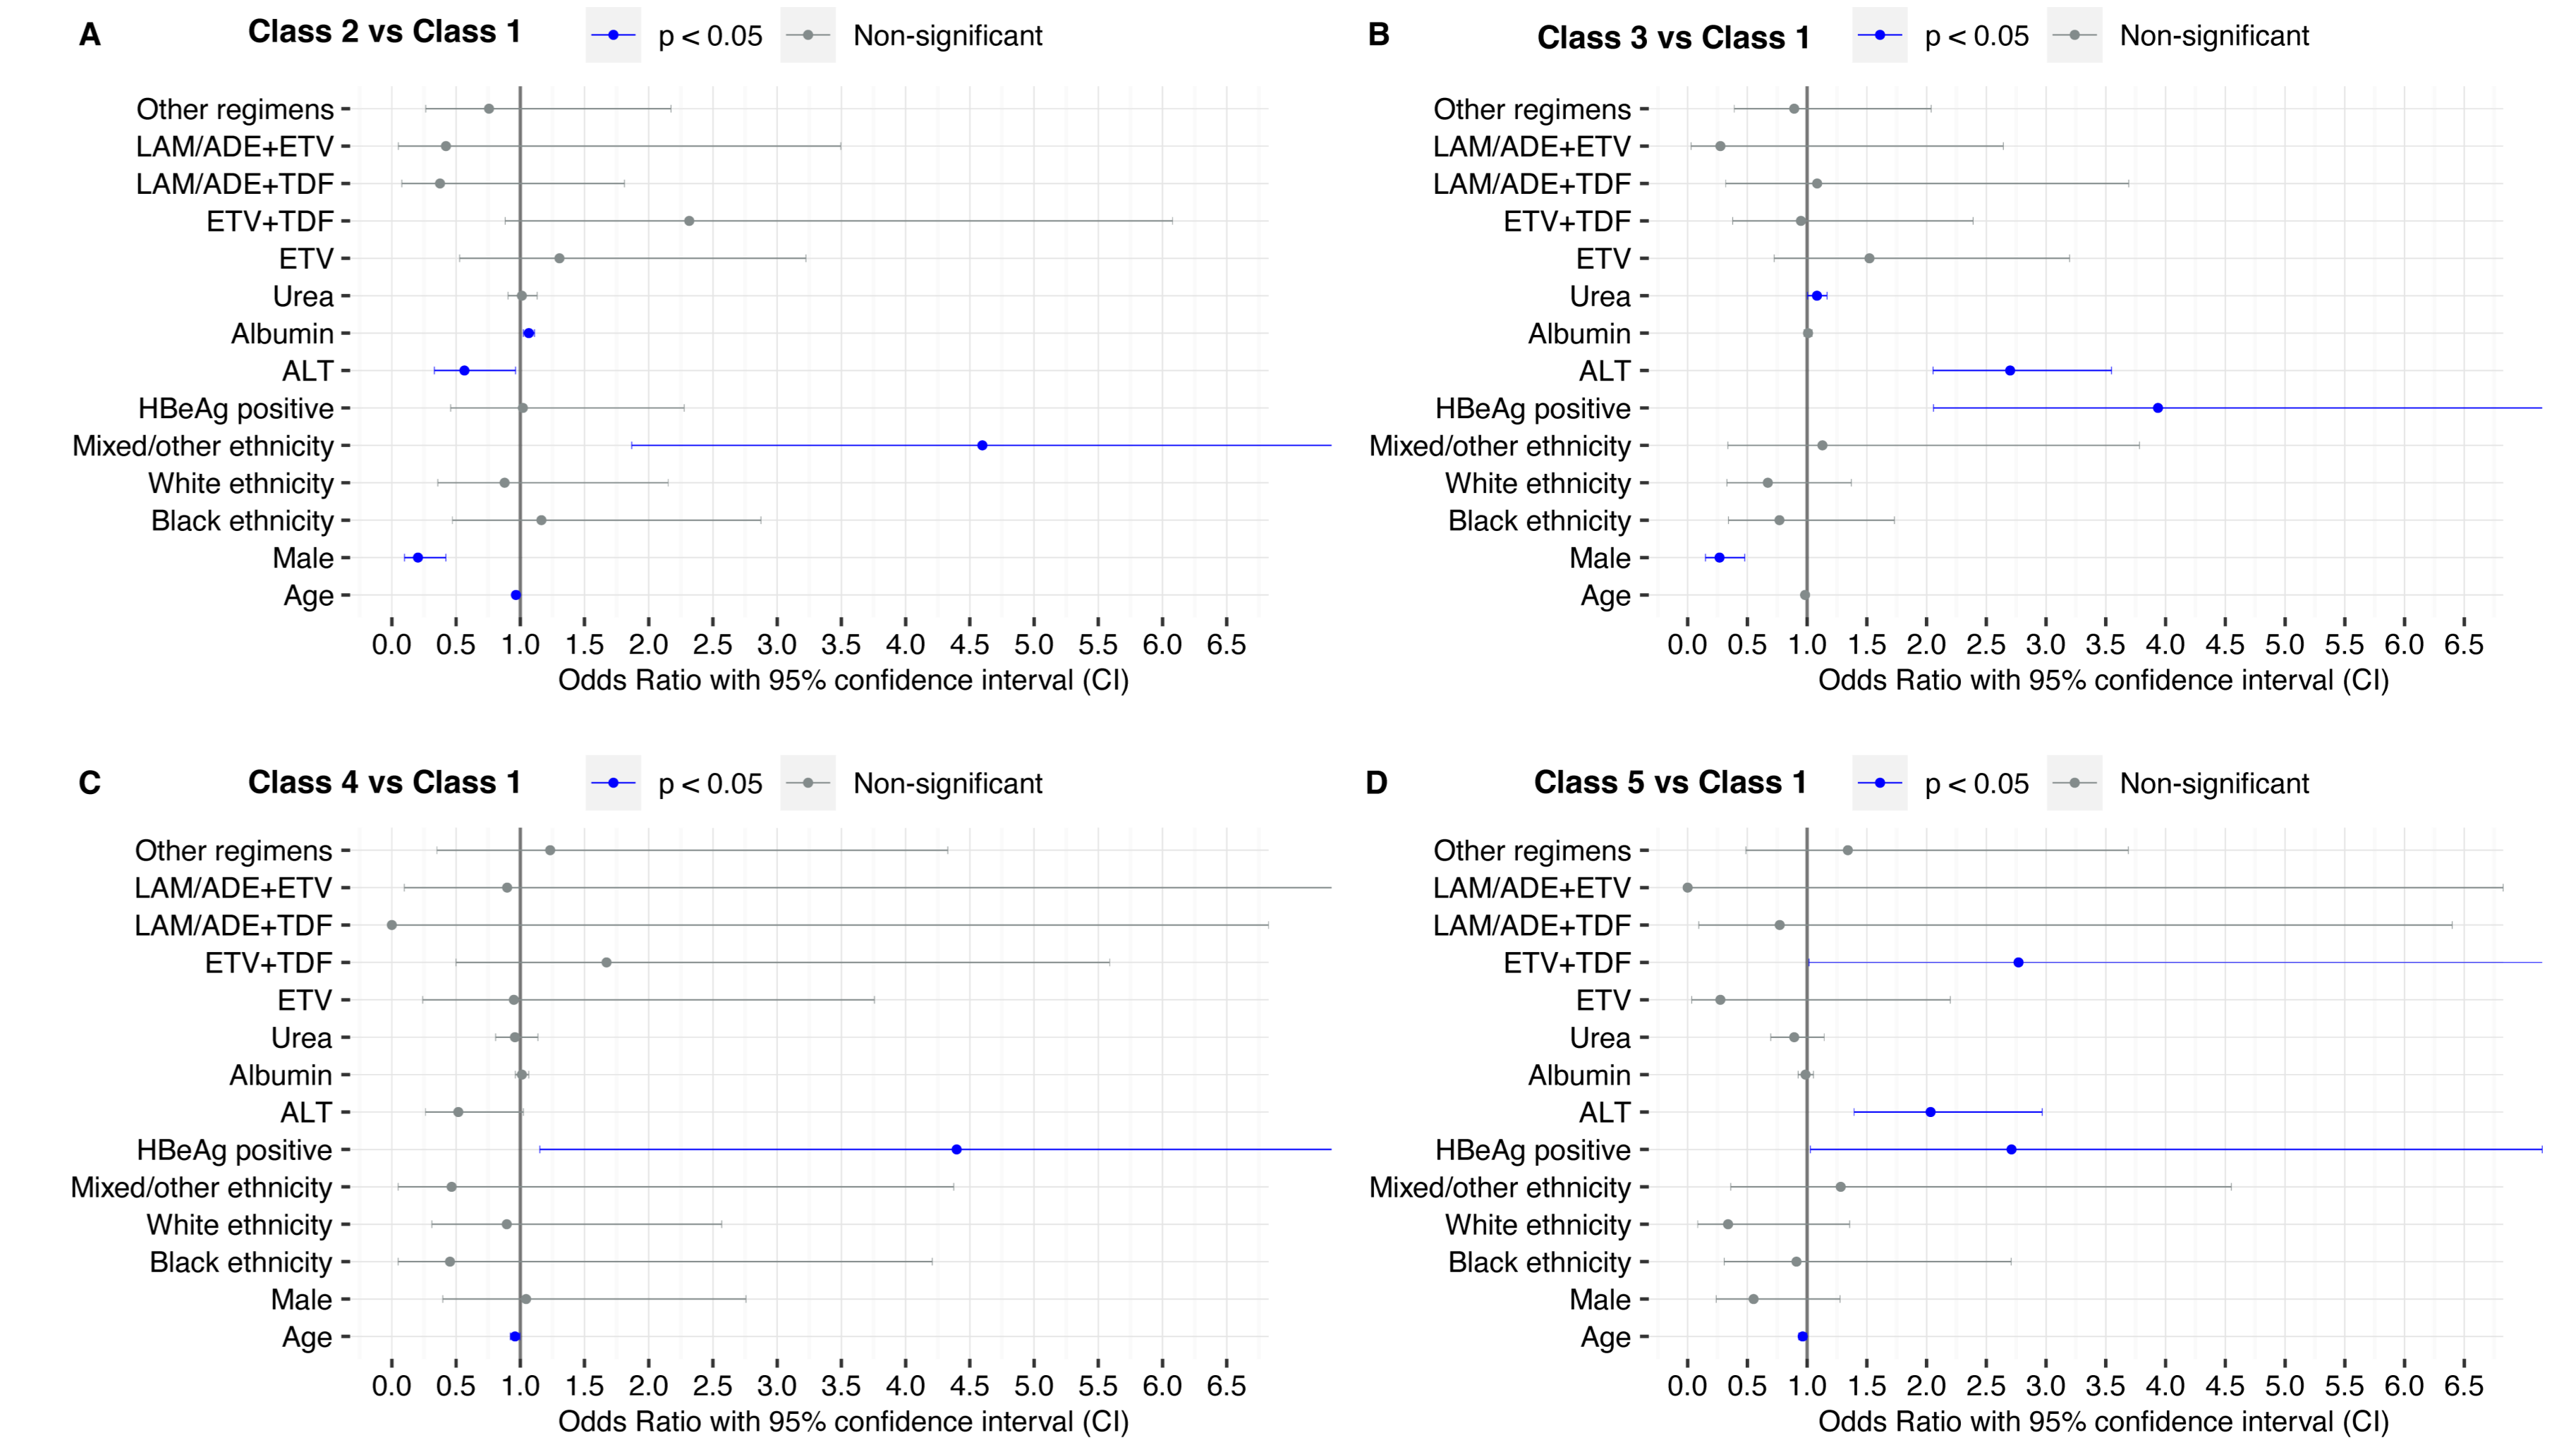 A Class 2 vs Class 1 p < 0.05 Non-significant
Other regimens
LAM/ADE+ETV
LAM/ADE+TDF
ETV+TDF
ETV
Urea
Albumin
ALT
HBeAg positive
Mixed/other ethnicity
White ethnicity
Black ethnicity
Male
Age
0.0 0.5 1.0 1.5 2.0 2.5 3.0 3.5 4.0 4.5 5.0 5.5 6.0 6.5
Odds Ratio with 95% confidence interval (CI)
B Class 3 vs Class 1 p < 0.05 Non-significant
Other regimens
LAM/ADE+ETV
LAM/ADE+TDF
ETV+TDF
ETV
Urea
Albumin
ALT
HBeAg positive
Mixed/other ethnicity
White ethnicity
Black ethnicity
Male
Age
0.0 0.5 1.0 1.5 2.0 2.5 3.0 3.5 4.0 4.5 5.0 5.5 6.0 6.5
Odds Ratio with 95% confidence interval (CI)
C Class 4 vs Class 1 p < 0.05 Non-significant
Other regimens
LAM/ADE+ETV
LAM/ADE+TDF
ETV+TDF
ETV
Urea
Albumin
ALT
HBeAg positive
Mixed/other ethnicity
White ethnicity
Black ethnicity
Male
Age
0.0 0.5 1.0 1.5 2.0 2.5 3.0 3.5 4.0 4.5 5.0 5.5 6.0 6.5
Odds Ratio with 95% confidence interval (CI)
D Class 5 vs Class 1 p < 0.05 Non-significant
Other regimens
LAM/ADE+ETV
LAM/ADE+TDF
ETV+TDF
ETV
Urea
Albumin
ALT
HBeAg positive
Mixed/other ethnicity
White ethnicity
Black ethnicity
Male
Age
0.0 0.5 1.0 1.5 2.0 2.5 3.0 3.5 4.0 4.5 5.0 5.5 6.0 6.5
Odds Ratio with 95% confidence interval (CI)